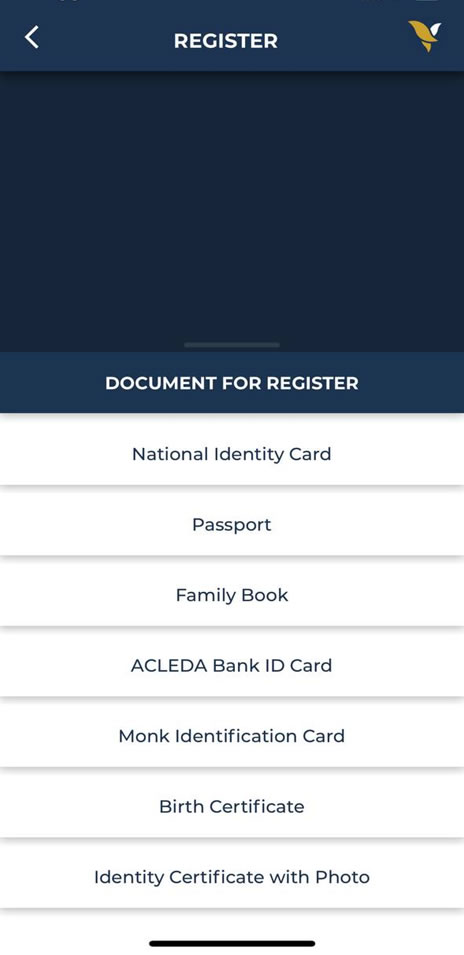 REGISTER
DOCUMENT FOR REGISTER
National Identity Card
Passport
Family Book
ACLEDA Bank ID Card
Monk Identification Card
Birth Certificate
Identity Certificate with Photo